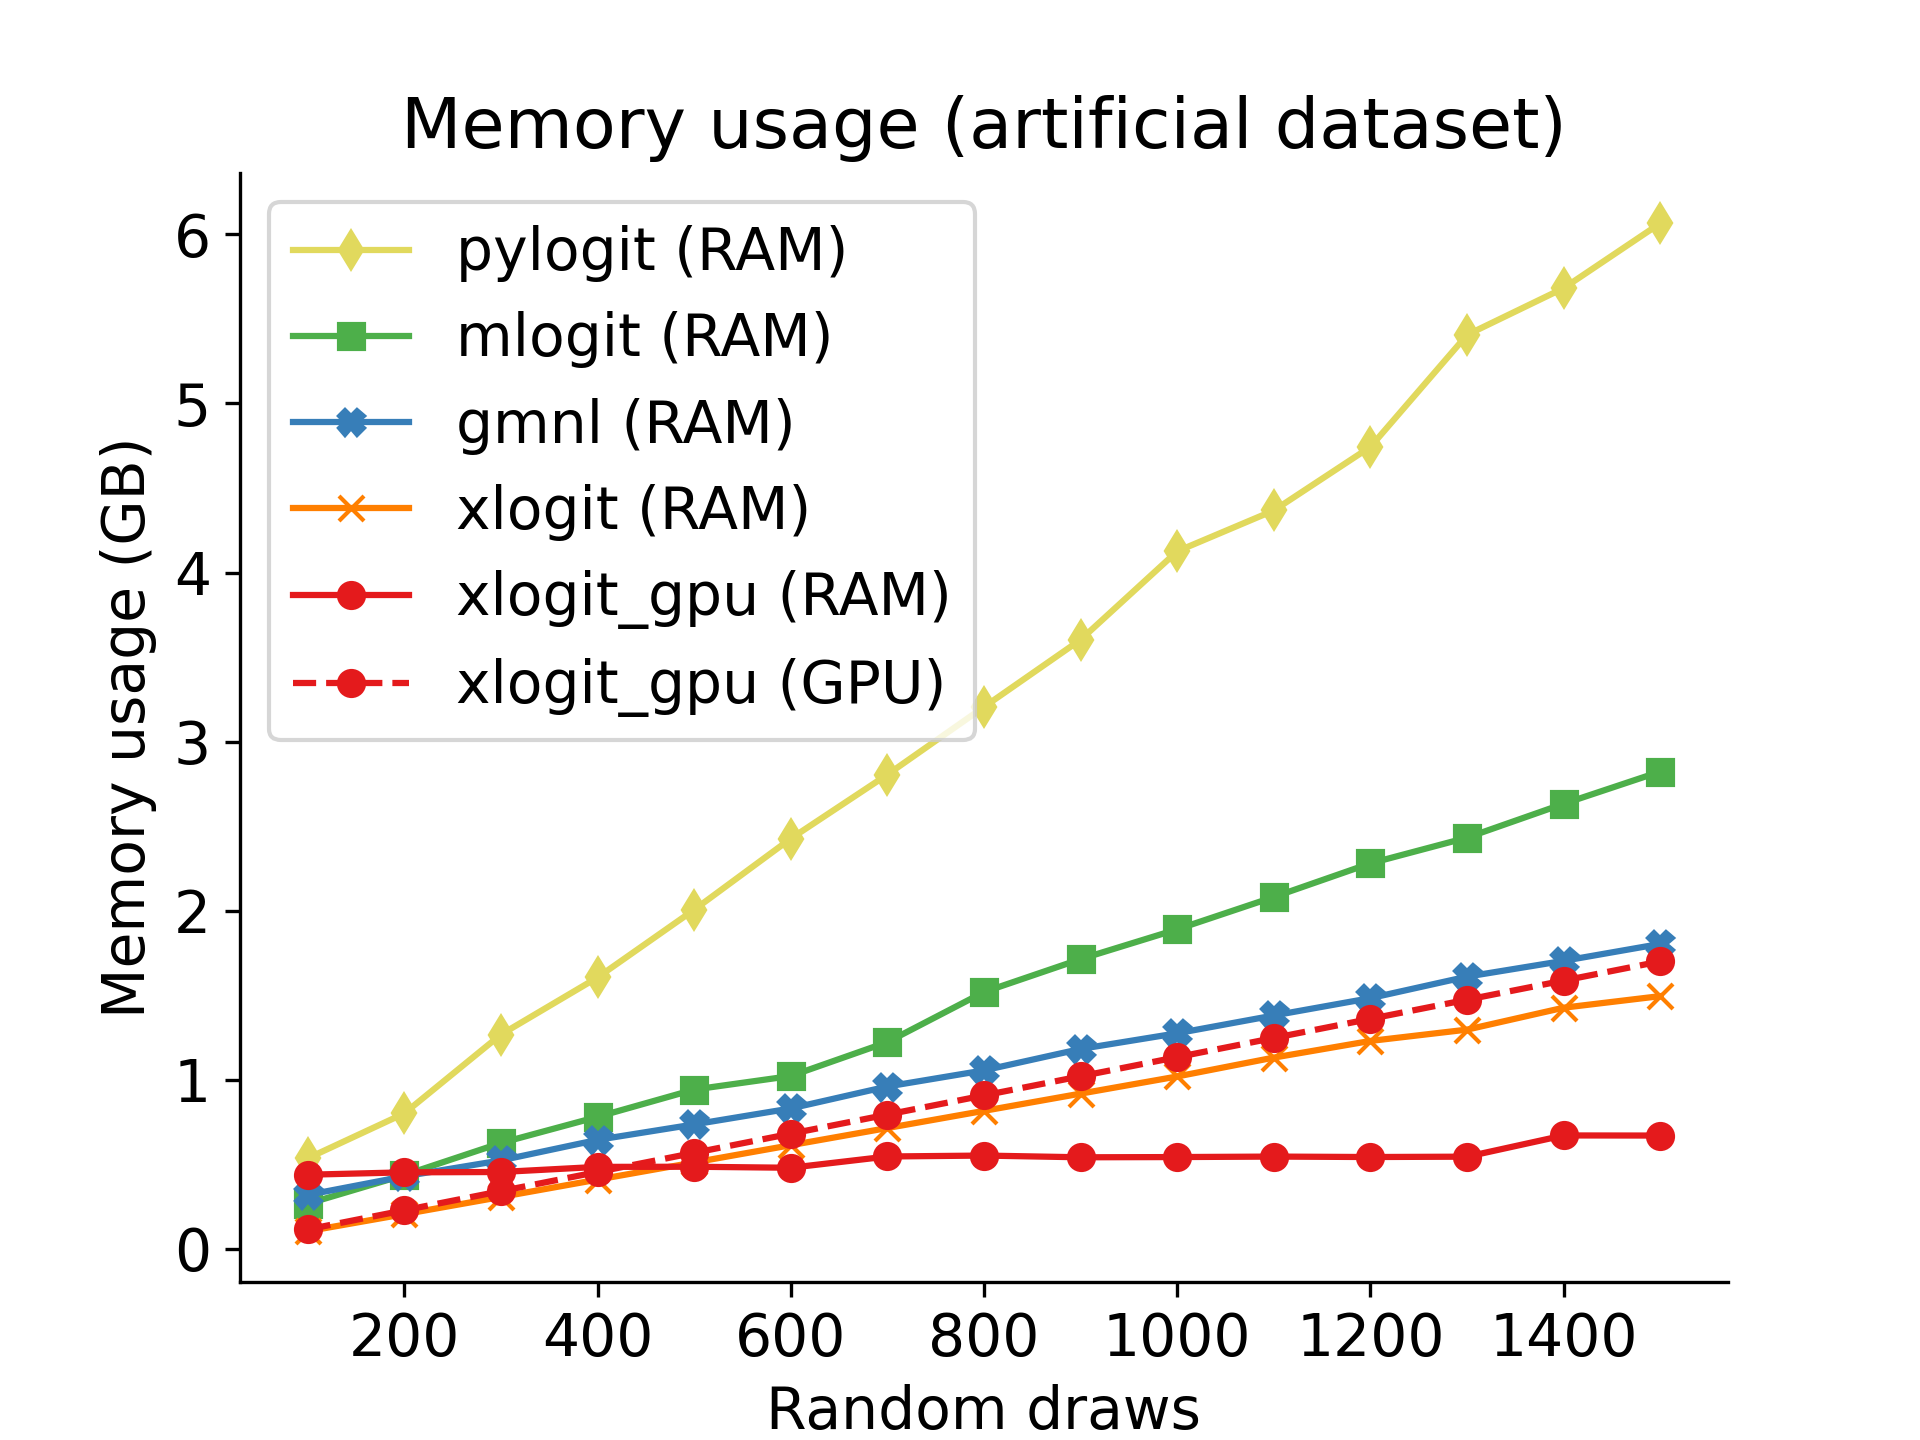 Memory usage (artificial dataset)
Memory usage (GB)
6
5
4
3
2
1
0
pylogit (RAM)
mlogit (RAM)
gmnl (RAM)
xlogit (RAM)
xlogit_gpu (RAM)
xlogit_gpu (GPU)
200 400 600 800 1000 1200 1400
Random draws